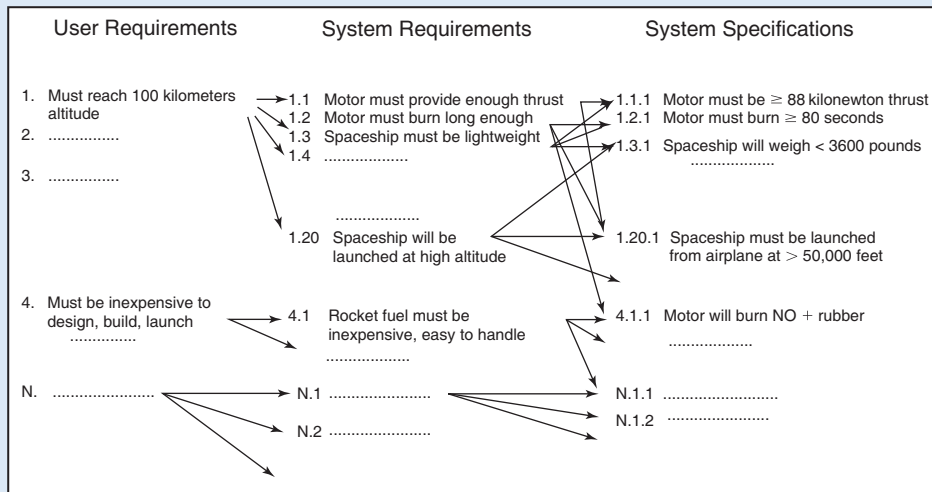 User Requirements
System Requirements
System Specifications
1. Must reach 100 kilometers
altitude
2. ................
3. ................
4. Must be inexpensive to
design, build, launch
...............
N. .......................
1.1 Motor must provide enough thrust
1.2 Motor must burn long enough
1.3 Spaceship must be lightweight
1.4 ...................
...................
1.20 Spaceship will be
launched at high altitude
4.1 Rocket fuel must be
inexpensive, easy to handle
...................
N.1 .......................
N.2 .......................
1.1.1 Motor must be ≥ 88 kilonewton thrust
1.2.1 Motor must burn ≥ 80 seconds
1.3.1 Spaceship will weigh < 3600 pounds
...................
1.20.1 Spaceship must be launched
from airplane at > 50,000 feet
4.1.1 Motor will burn NO + rubber
...................
N.1.1 ..........................
N.1.2 .......................